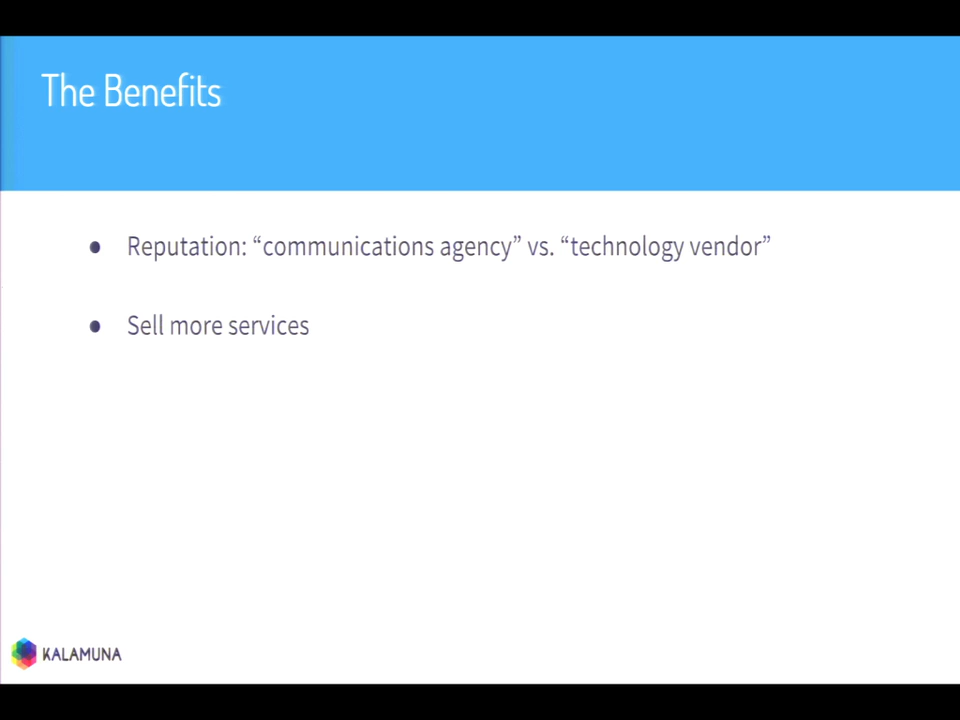 The Benefits
● Reputation: “communications agency” vs. “technology vendor”
● Sell more services
KALAMUNA